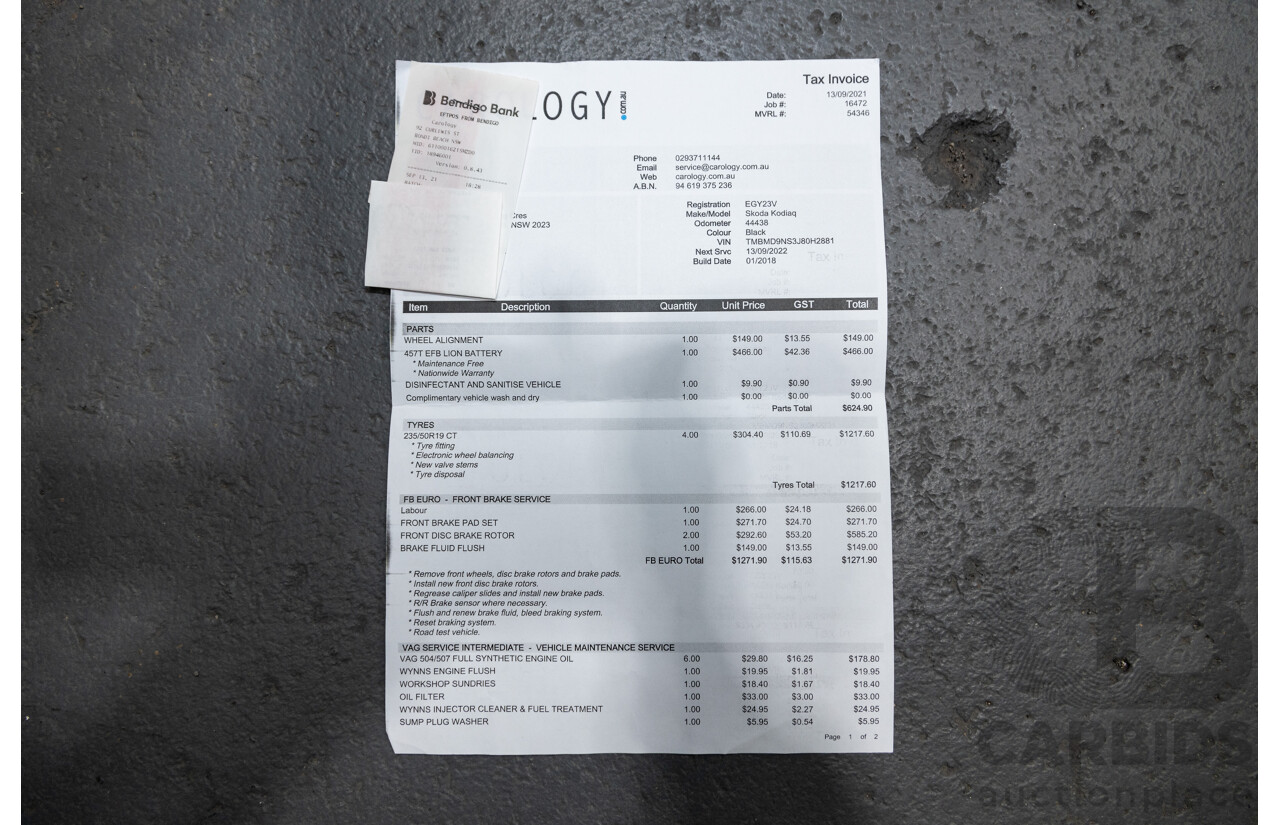 Tax Invoice
Date: 13/09/2021
Job #: 16472
MVRL #: 54346
Bendigo Bank
EFTPOS FROM BENDIGO
LOGY .com.au
BONDI BEACH NSW
Version:
SEP 13, 21
Phone 0293711144
Email service@carology.com.au
Web carology.com.au
A.B.N. 94 619 375 236
Cres
NSW 2023
Registration EGY23V
Make/Model Skoda Kodiaq
Odometer 44438
Colour Black
VIN TMBMD9NS3J80H2881
Next Srvc 13/09/2022
Build Date 01/2018
Item Description Quantity Unit Price GST Total
PARTS
WHEEL ALIGNMENT 1.00 $149.00 $13.55 $149.00
457T EFB LION BATTERY 1.00 $466.00 $42.36 $466.00
* Maintenance Free
* Nationwide Warranty
DISINFECTANT AND SANITISE VEHICLE 1.00 $9.90 $0.90 $9.90
Complimentary vehicle wash and dry 1.00 $0.00 $0.00 $0.00
Parts Total $624.90
TYRES
235/50R19 CT 4.00 $304.40 $110.69 $1217.60
* Tyre fitting
* Electronic wheel balancing
* New valve stems
* Tyre disposal
Tyres Total $1217.60
FB EURO - FRONT BRAKE SERVICE
Labour 1.00 $266.00 $24.18 $266.00
FRONT BRAKE PAD SET 1.00 $271.70 $24.70 $271.70
FRONT DISC BRAKE ROTOR 2.00 $292.60 $53.20 $585.20
BRAKE FLUID FLUSH 1.00 $149.00 $13.55 $149.00
FB EURO Total $1271.90 $115.63 $1271.90
* Remove front wheels, disc brake rotors and brake pads.
* Install new front disc brake rotors.
* Regrease caliper slides and install new brake pads.
* R/R Brake sensor where necessary.
* Flush and renew brake fluid, bleed braking system.
* Reset braking system.
* Road test vehicle.
VAG SERVICE INTERMEDIATE - VEHICLE MAINTENANCE SERVICE
VAG 504/507 FULL SYNTHETIC ENGINE OIL 6.00 $29.80 $16.25 $178.80
WYNNS ENGINE FLUSH 1.00 $19.95 $1.81 $19.95
WORKSHOP SUNDRIES 1.00 $18.40 $1.67 $18.40
OIL FILTER 1.00 $33.00 $3.00 $33.00
WYNNS INJECTOR CLEANER & FUEL TREATMENT 1.00 $24.95 $2.27 $24.95
SUMP PLUG WASHER 1.00 $5.95 $0.54 $5.95
Page 1 of 2
CARBIDS
auctionplace